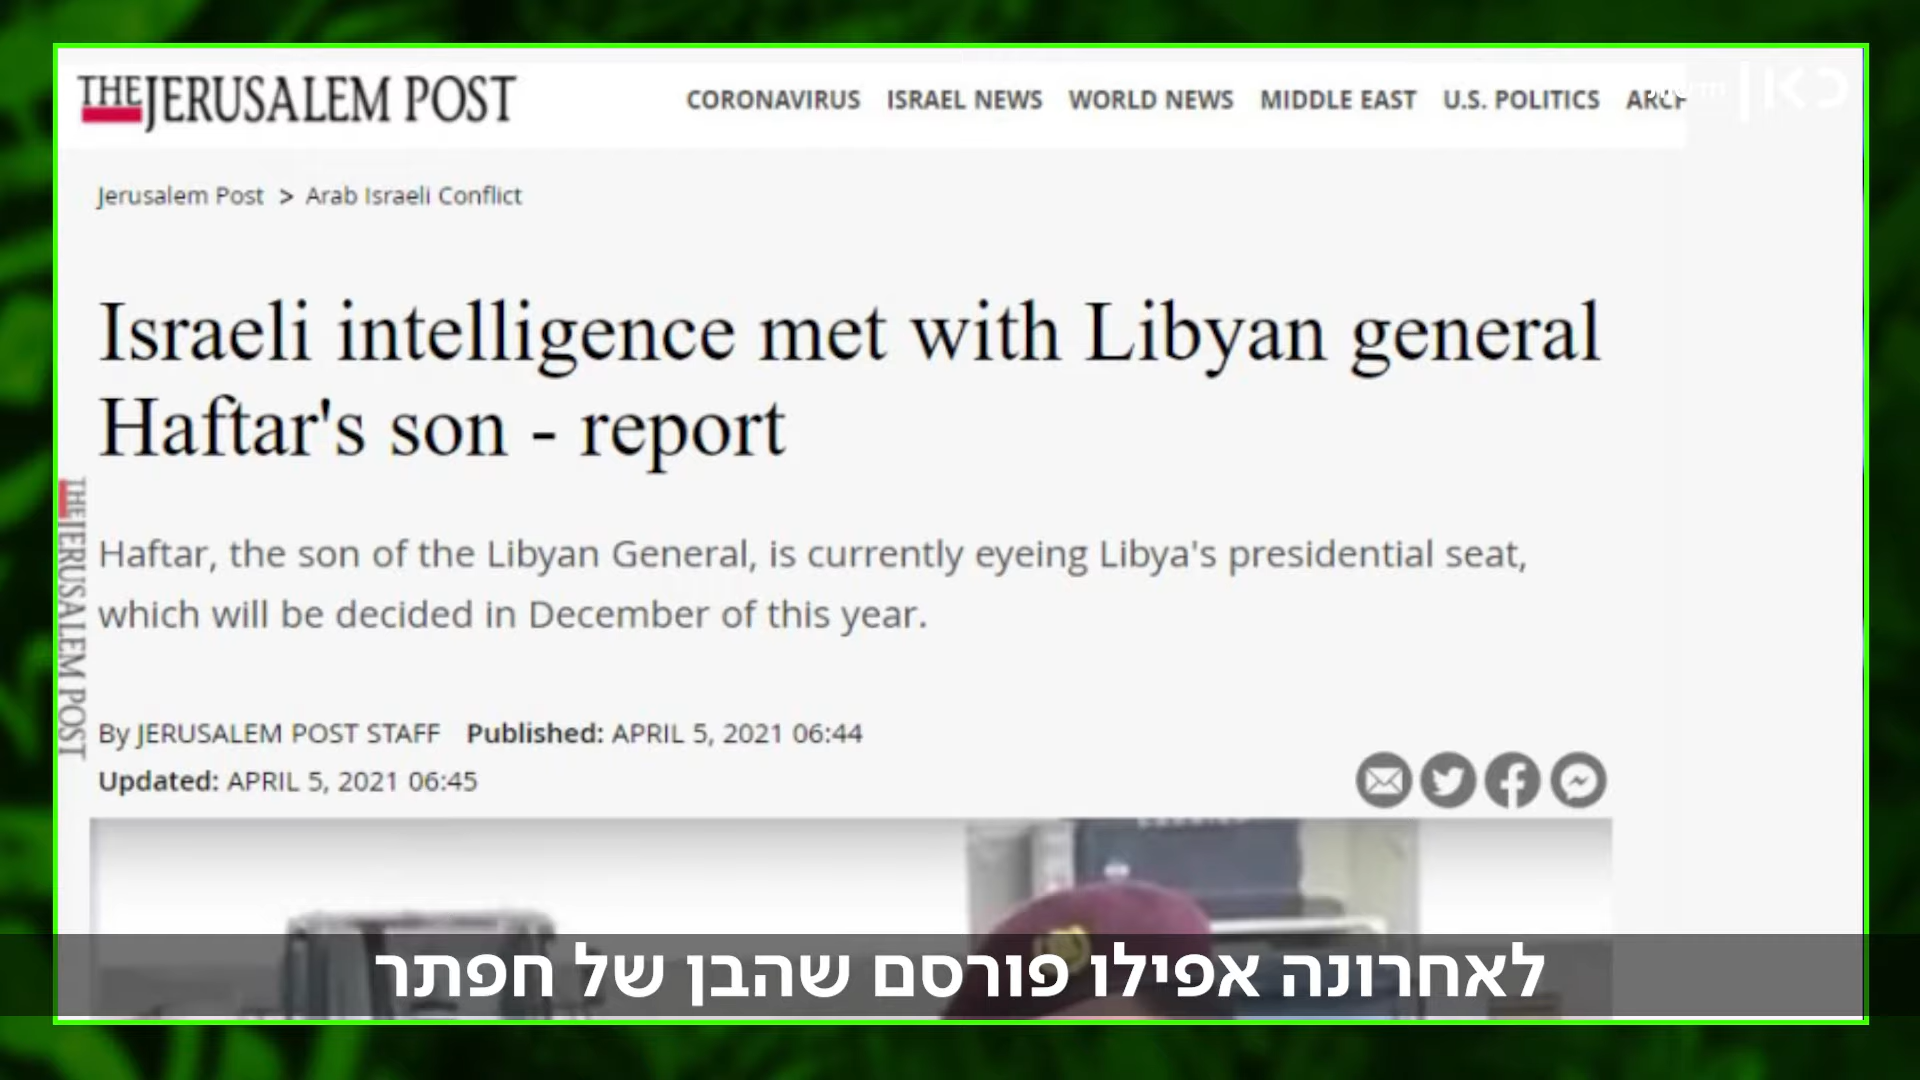 THE JERUSALEM POST
CORONAVIRUS ISRAEL NEWS WORLD NEWS MIDDLE EAST U.S. POLITICS
כאן | חדשות
Jerusalem Post > Arab Israeli Conflict
Israeli intelligence met with Libyan general
Haftar's son - report
THE JERUSALEM POST
Haftar, the son of the Libyan General, is currently eyeing Libya's presidential seat,
which will be decided in December of this year.
By JERUSALEM POST STAFF Published: APRIL 5, 2021 06:44
Updated: APRIL 5, 2021 06:45
לאחרונה אפילו פורסם שהבן של חפתר